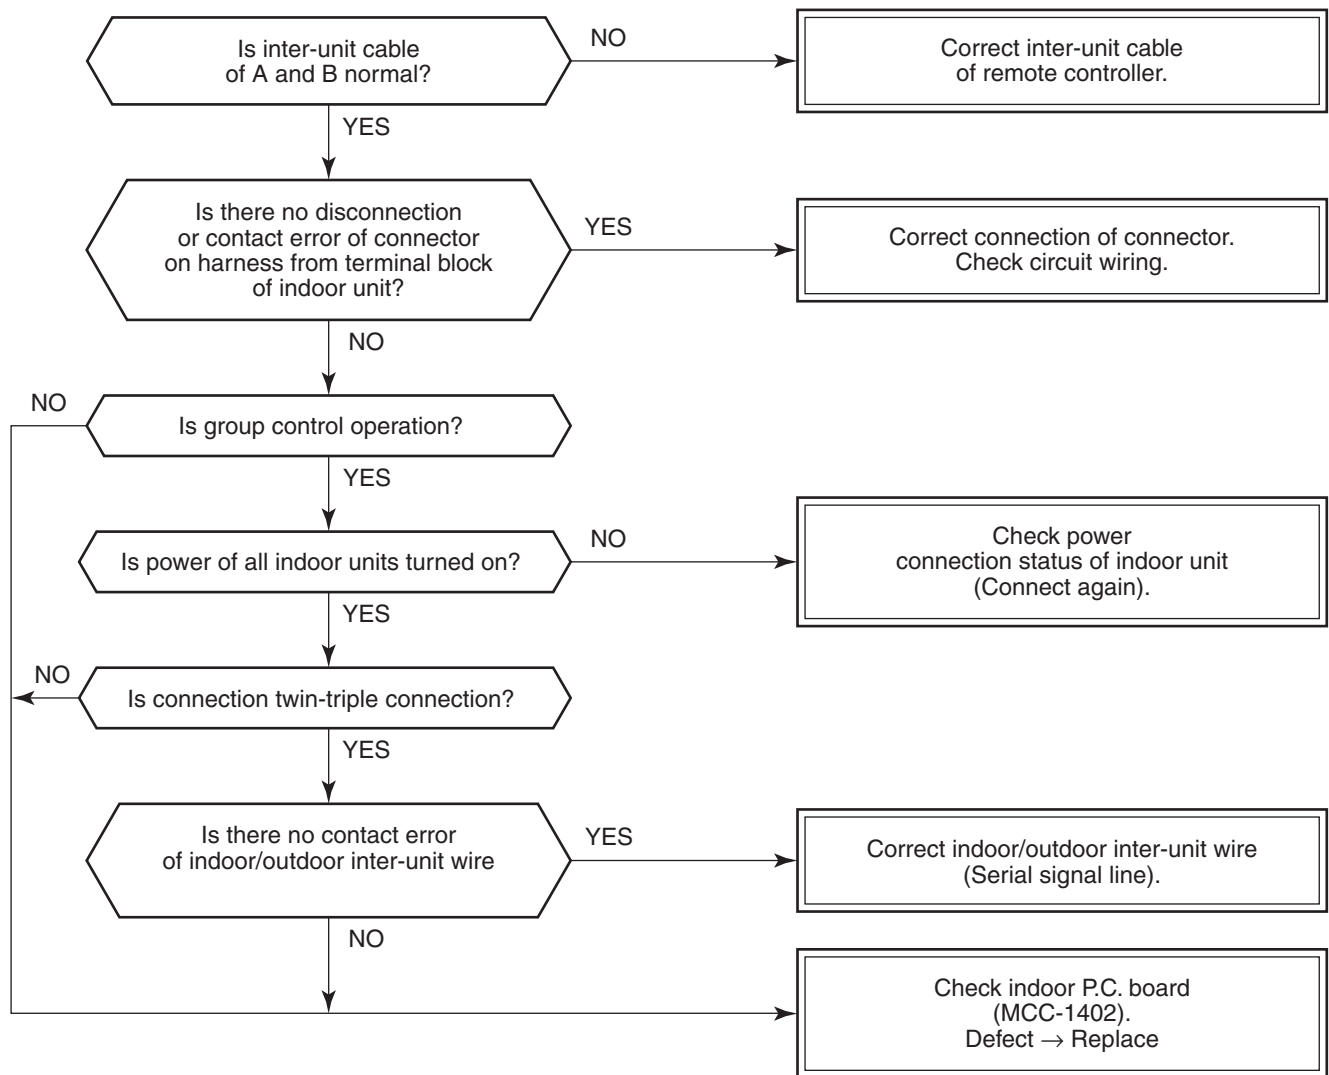 Is inter-unit cable
of A and B normal?
NO
Correct inter-unit cable
of remote controller.
YES
Is there no disconnection
or contact error of connector
on harness from terminal block
of indoor unit?
YES
Correct connection of connector.
Check circuit wiring.
NO
NO
Is group control operation?
YES
Is power of all indoor units turned on?
NO
Check power
connection status of indoor unit
(Connect again).
YES
NO
Is connection twin-triple connection?
YES
Is there no contact error
of indoor/outdoor inter-unit wire
YES
Correct indoor/outdoor inter-unit wire
(Serial signal line).
NO
Check indoor P.C. board
(MCC-1402).
Defect → Replace